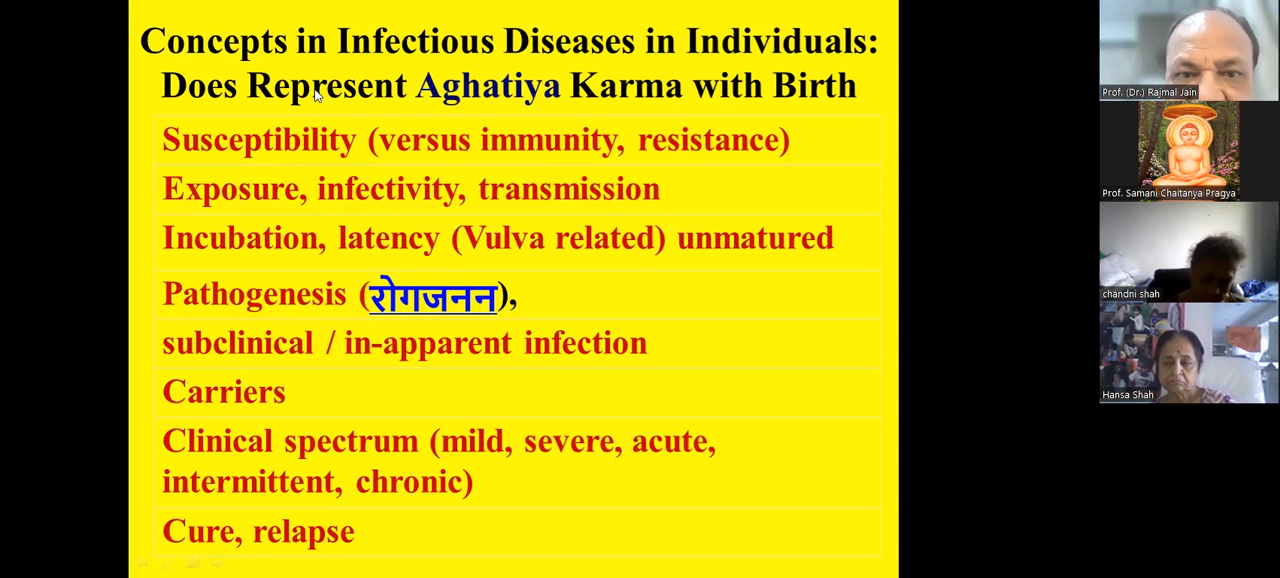 Concepts in Infectious Diseases in Individuals:
Does Represent Aghatiya Karma with Birth
Susceptibility (versus immunity, resistance)
Exposure, infectivity, transmission
Incubation, latency (Vulva related) unmatured
Pathogenesis (रोगजनन),
subclinical / in-apparent infection
Carriers
Clinical spectrum (mild, severe, acute,
intermittent, chronic)
Cure, relapse
Prof. (Dr.) Rajmal Jain
Prof. Samani Chaitanya Pragya
chandni shah
Hansa Shah